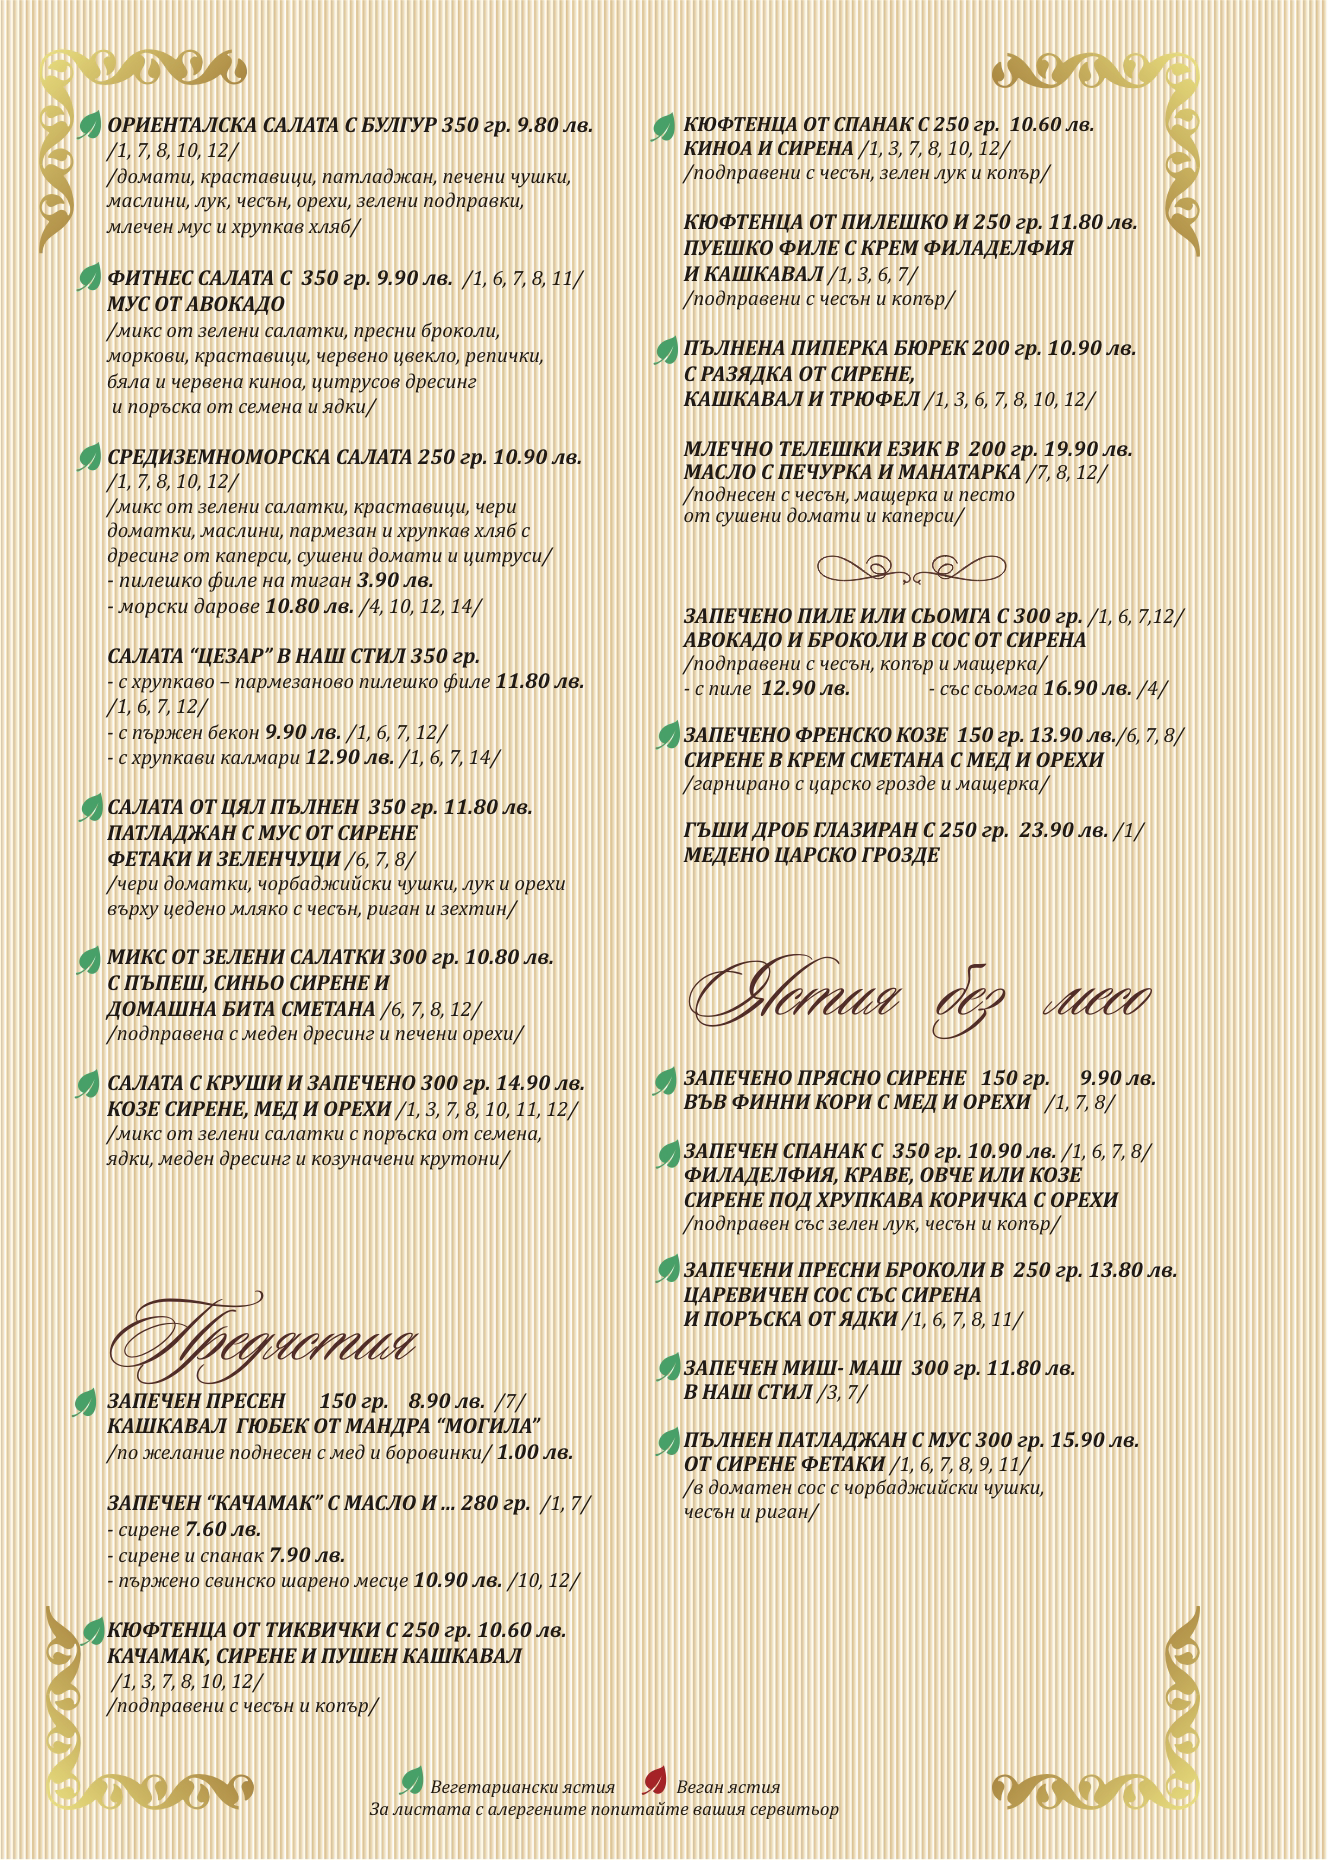 ОРИЕНТАЛСКА САЛАТА С БУЛГУР 350 гр. 9.80 лв.
/1, 7, 8, 10, 12/
/домати, краставици, патладжан, печени чушки,
маслини, лук, чесън, орехи, зелени подправки,
млечен мус и хрупкав хляб/
ФИТНЕС САЛАТА С 350 гр. 9.90 лв. /1, 6, 7, 8, 11/
МУС ОТ АВОКАДО
/микс от зелени салатки, пресни броколи,
моркови, краставици, червено цвекло, репички,
бяла и червена киноа, цитрусов дресинг
и поръска от семена и ядки/
СРЕДИЗЕМНОМОРСКА САЛАТА 250 гр. 10.90 лв.
/1, 7, 8, 10, 12/
/микс от зелени салатки, краставици, чери
доматки, маслини, пармезан и хрупкав хляб с
дресинг от каперси, сушени домати и цитруси/
- пилешко филе на тиган 3.90 лв.
- морски дарове 10.80 лв. /4, 10, 12, 14/
САЛАТА “ЦЕЗАР” В НАШ СТИЛ 350 гр.
- с хрупкаво – пармезаново пилешко филе 11.80 лв.
/1, 6, 7, 12/
- с пържен бекон 9.90 лв. /1, 6, 7, 12/
- с хрупкави калмари 12.90 лв. /1, 6, 7, 14/
САЛАТА ОТ ЦЯЛ ПЪЛНЕН 350 гр. 11.80 лв.
ПАТЛАДЖАН С МУС ОТ СИРЕНЕ
ФЕТАКИ И ЗЕЛЕНЧУЦИ /6, 7, 8/
/чери доматки, чорбаджийски чушки, лук и орехи
върху цедено мляко с чесън, риган и зехтин/
МИКС ОТ ЗЕЛЕНИ САЛАТКИ 300 гр. 10.80 лв.
С ПЪПЕШ, СИНЬО СИРЕНЕ И
ДОМАШНА БИТА СМЕТАНА /6, 7, 8, 12/
/подправена с меден дресинг и печени орехи/
САЛАТА С КРУШИ И ЗАПЕЧЕНО 300 гр. 14.90 лв.
КОЗЕ СИРЕНЕ, МЕД И ОРЕХИ /1, 3, 7, 8, 10, 11, 12/
/микс от зелени салатки с поръска от семена,
ядки, меден дресинг и козуначени крутони/
Предястия
ЗАПЕЧЕН ПРЕСЕН 150 гр. 8.90 лв. /7/
КАШКАВАЛ ГЮБЕК ОТ МАНДРА “МОГИЛА”
/по желание поднесен с мед и боровинки/ 1.00 лв.
ЗАПЕЧЕН “КАЧАМАК” С МАСЛО И ... 280 гр. /1, 7/
- сирене 7.60 лв.
- сирене и спанак 7.90 лв.
- пържено свинско шарено месце 10.90 лв. /10, 12/
КЮФТЕНЦА ОТ ТИКВИЧКИ С 250 гр. 10.60 лв.
КАЧАМАК, СИРЕНЕ И ПУШЕН КАШКАВАЛ
/1, 3, 7, 8, 10, 12/
/подправени с чесън и копър/
КЮФТЕНЦА ОТ СПАНАК С 250 гр. 10.60 лв.
КИНОА И СИРЕНА /1, 3, 7, 8, 10, 12/
/подправени с чесън, зелен лук и копър/
КЮФТЕНЦА ОТ ПИЛЕШКО И 250 гр. 11.80 лв.
ПУЕШКО ФИЛЕ С КРЕМ ФИЛАДЕЛФИЯ
И КАШКАВАЛ /1, 3, 6, 7/
/подправени с чесън и копър/
ПЪЛНЕНА ПИПЕРКА БЮРЕК 200 гр. 10.90 лв.
С РАЗЯДКА ОТ СИРЕНЕ,
КАШКАВАЛ И ТРЮФЕЛ /1, 3, 6, 7, 8, 10, 12/
МЛЕЧНО ТЕЛЕШКИ ЕЗИК В 200 гр. 19.90 лв.
МАСЛО С ПЕЧУРКА И МАНАТАРКА /7, 8, 12/
/поднесен с чесън, мащерка и песто
от сушени домати и каперси/
ЗАПЕЧЕНО ПИЛЕ ИЛИ СЬОМГА С 300 гр. /1, 6, 7,12/
АВОКАДО И БРОКОЛИ В СОС ОТ СИРЕНА
/подправени с чесън, копър и мащерка/
- с пиле 12.90 лв. - със сьомга 16.90 лв. /4/
ЗАПЕЧЕНО ФРЕНСКО КОЗЕ 150 гр. 13.90 лв./6, 7, 8/
СИРЕНЕ В КРЕМ СМЕТАНА С МЕД И ОРЕХИ
/гарнирано с царско грозде и мащерка/
ГЪШИ ДРОБ ГЛАЗИРАН С 250 гр. 23.90 лв. /1/
МЕДЕНО ЦАРСКО ГРОЗДЕ
Ястия без месо
ЗАПЕЧЕНО ПРЯСНО СИРЕНЕ 150 гр. 9.90 лв.
ВЪВ ФИННИ КОРИ С МЕД И ОРЕХИ /1, 7, 8/
ЗАПЕЧЕН СПАНАК С 350 гр. 10.90 лв. /1, 6, 7, 8/
ФИЛАДЕЛФИЯ, КРАВЕ, ОВЧЕ ИЛИ КОЗЕ
СИРЕНЕ ПОД ХРУПКАВА КОРИЧКА С ОРЕХИ
/подправен със зелен лук, чесън и копър/
ЗАПЕЧЕНИ ПРЕСНИ БРОКОЛИ В 250 гр. 13.80 лв.
ЦАРЕВИЧЕН СОС СЪС СИРЕНА
И ПОРЪСКА ОТ ЯДКИ /1, 6, 7, 8, 11/
ЗАПЕЧЕН МИШ- МАШ 300 гр. 11.80 лв.
В НАШ СТИЛ /3, 7/
ПЪЛНЕН ПАТЛАДЖАН С МУС 300 гр. 15.90 лв.
ОТ СИРЕНЕ ФЕТАКИ /1, 6, 7, 8, 9, 11/
/в доматен сос с чорбаджийски чушки,
чесън и риган/
Вегетариански ястия Веган ястия
За листата с алергените попитайте вашия сервитьор